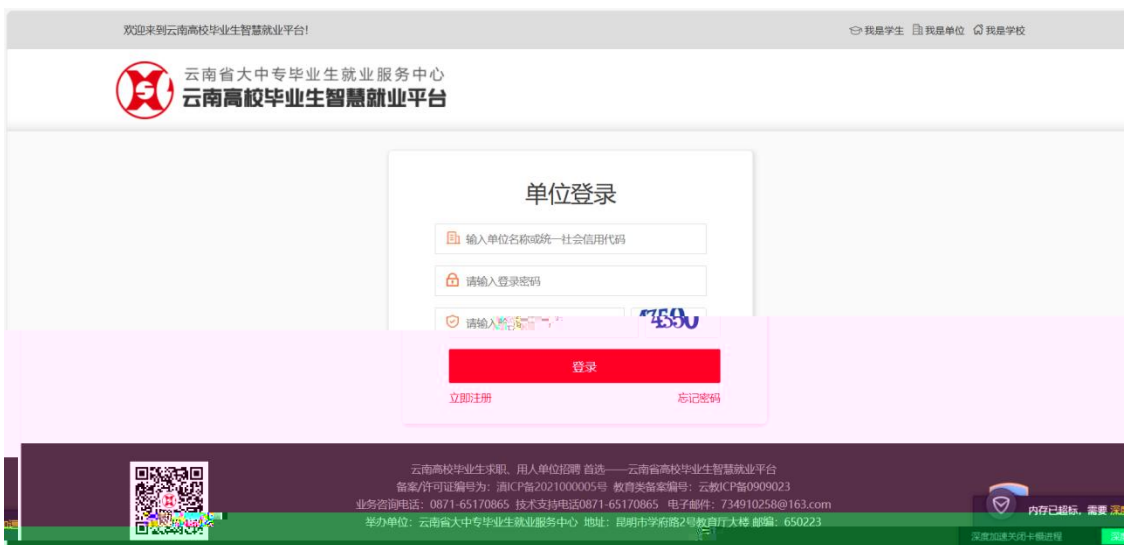 欢迎来到云南高校毕业生智慧就业平台！
我是学生 我是单位 我是学校
云南省大中专毕业生就业服务中心
云南高校毕业生智慧就业平台
单位登录
输入单位名称或统一社会信用代码
请输入登录密码
请输入
登录
立即注册 忘记密码
云南高校毕业生求职、用人单位招聘 首选——云南省高校毕业生智慧就业平台
备案/许可证编号为：滇ICP备2021000005号 教育类备案编号：云教ICP备0909023
业务咨询电话：0871-65170865 技术支持电话0871-65170865 电子邮件：734910258@163.com
举办单位：云南省大中专毕业生就业服务中心 地址：昆明市学府路2号教育厅大楼 邮编：650223
内存已超标，需要
深度加速关闭卡慢进程